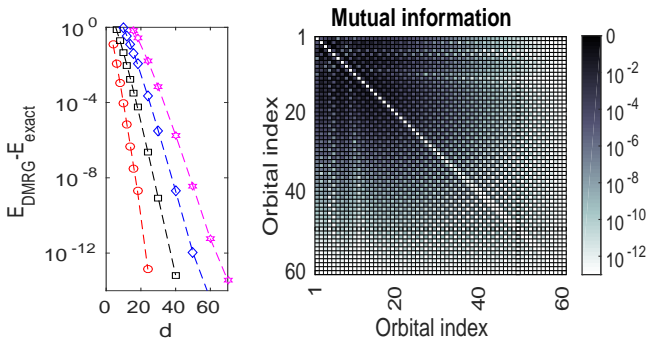 Mutual information
10^0
10^-4
10^-8
10^-12
0 20 40 60
d
E_DMRG-E_exact
1
20
40
60
Orbital index
1 20 40 60
Orbital index
0
10^-2
10^-4
10^-6
10^-8
10^-10
10^-12